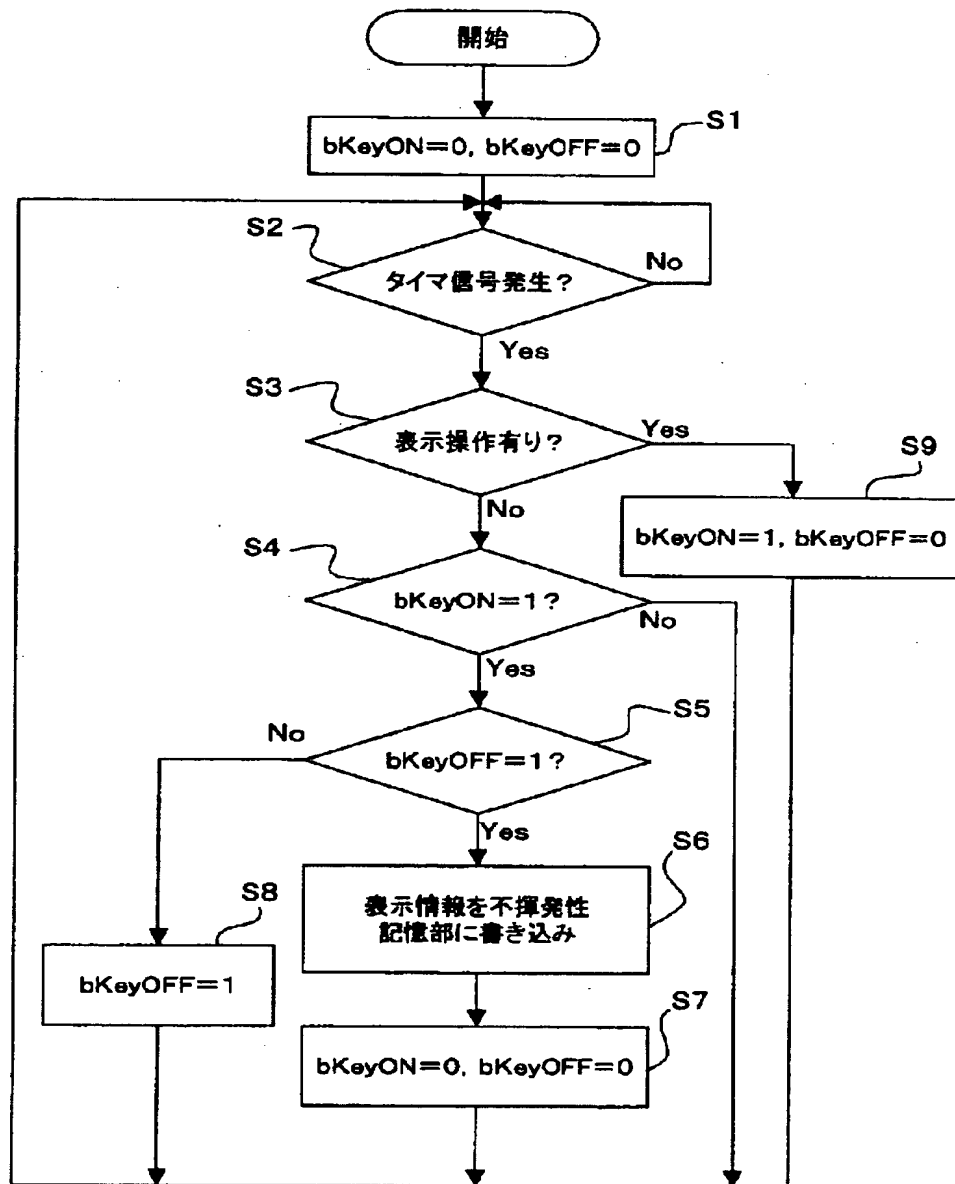 開始
bKeyON=0, bKeyOFF=0
S1
S2
タイマ信号発生?
No
Yes
S3
表示操作有り?
Yes
No
S9
bKeyON=1, bKeyOFF=0
S4
bKeyON=1?
No
Yes
S5
No
bKeyOFF=1?
Yes
S6
表示情報を不揮発性
記憶部に書き込み
S8
bKeyOFF=1
S7
bKeyON=0, bKeyOFF=0